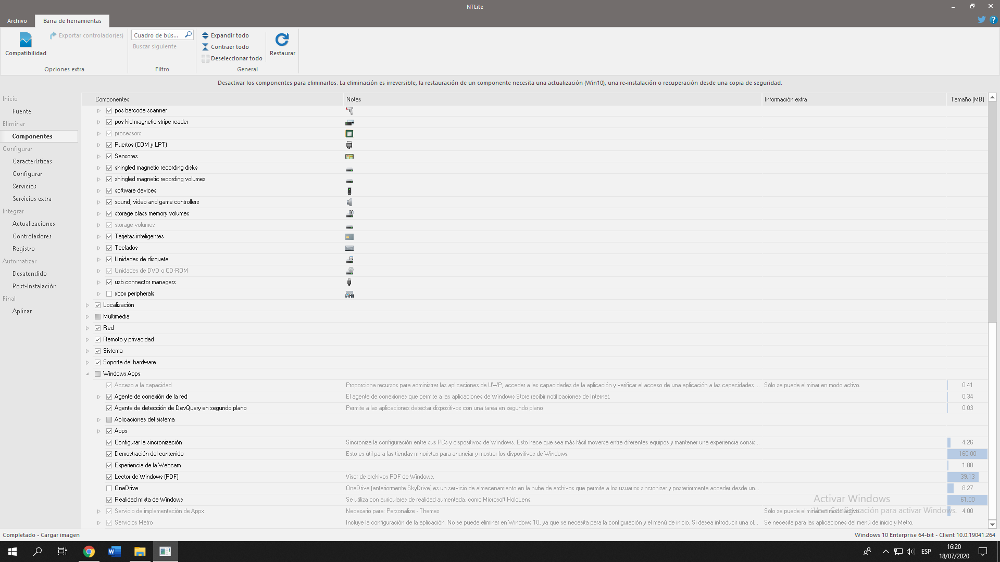 NTLite
Archivo
Barra de herramientas
Compatibilidad
Exportar controlador(es)
Opciones extra
Cuadro de bús...
Buscar siguiente
Filtro
Expandir todo
Contraer todo
Deseleccionar todo
General
Restaurar
Desactivar los componentes para eliminarlos. La eliminación es irreversible, la restauración de un componente necesita una actualización (Win10), una re-instalación o recuperación desde una copia de seguridad.
Inicio
Fuente
Eliminar
Componentes
Configurar
Características
Configurar
Servicios
Servicios extra
Integrar
Actualizaciones
Controladores
Registro
Automatizar
Desatendido
Post-Instalación
Final
Aplicar
Componentes Notas Información extra Tamaño (MB)
pos barcode scanner
pos hid magnetic stripe reader
processors
Puertos (COM y LPT)
Sensores
shingled magnetic recording disks
shingled magnetic recording volumes
software devices
sound, video and game controllers
storage class memory volumes
storage volumes
Tarjetas inteligentes
Teclados
Unidades de disquete
Unidades de DVD o CD-ROM
usb connector managers
xbox peripherals
Localización
Multimedia
Red
Remoto y privacidad
Sistema
Soporte del hardware
Windows Apps
Acceso a la capacidad Proporciona recursos para administrar las aplicaciones de UWP, acceder a las capacidades de la aplicación y verificar el acceso de una aplicación a las capacidades ... Sólo se puede eliminar en modo activo. 0.41
Agente de conexión de la red El agente de conexiones que permite a las aplicaciones de Windows Store recibir notificaciones de Internet. 0.34
Agente de detección de DevQuery en segundo plano Permite a las aplicaciones detectar dispositivos con una tarea en segundo plano 0.03
Aplicaciones del sistema
Apps
Configurar la sincronización Sincroniza la configuración entre sus PCs y dispositivos de Windows. Esto hace que sea más fácil moverse entre diferentes equipos y mantener una experiencia consis... 4.26
Demostración del contenido Esto es útil para las tiendas minoristas para anunciar y mostrar los dispositivos de Windows. 160.00
Experiencia de la Webcam 1.80
Lector de Windows (PDF) Visor de archivos PDF de Windows. 39.13
OneDrive OneDrive (anteriormente SkyDrive) es un servicio de almacenamiento en la nube de archivos que permite a los usuarios sincronizar y posteriormente acceder desde un... 8.27
Realidad mixta de Windows Se utiliza con auriculares de realidad aumentada, como Microsoft HoloLens. 61.00
Servicio de implementación de Appx Necesario para: Personalize - Themes Sólo se puede eliminar en modo activo. 4.00
Servicios Metro Incluye la configuración de la aplicación. No se puede eliminar en Windows 10, ya que se necesita para la configuración y el menú de inicio. Si desea introducir una cl... Se necesita para las aplicaciones del menú de inicio y Metro.
Activar Windows
Ve a Configuración para activar Windows.
Completado - Cargar imagen
Windows 10 Enterprise 64-bit - Client 10.0.19041.264
ESP
16:20
18/07/2020